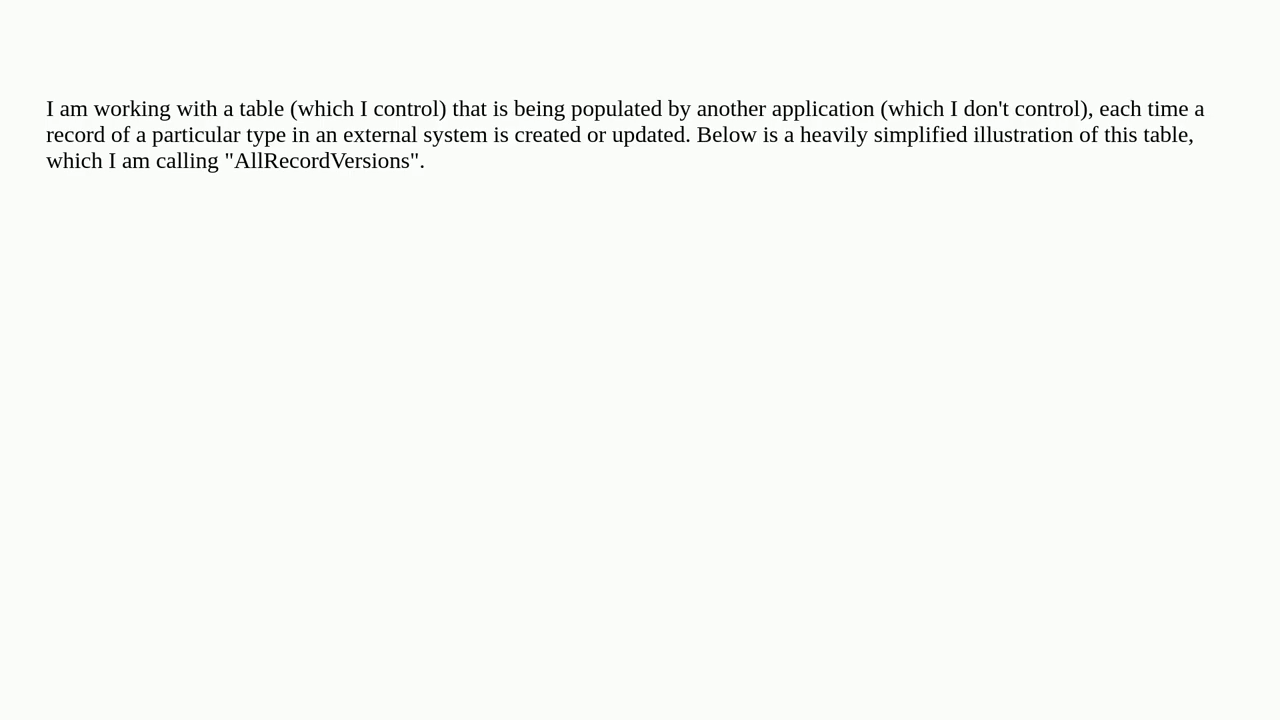 I am working with a table (which I control) that is being populated by another application (which I don't control), each time a
record of a particular type in an external system is created or updated. Below is a heavily simplified illustration of this table,
which I am calling "AllRecordVersions".